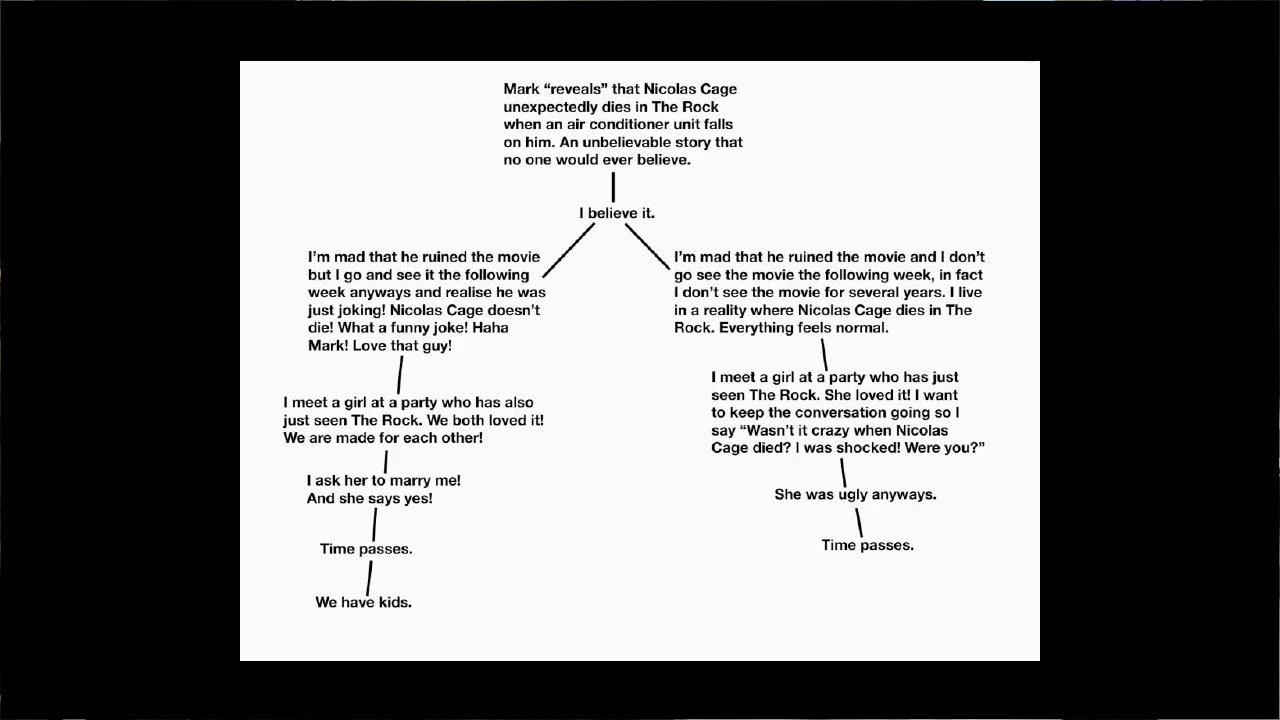 Mark “reveals” that Nicolas Cage
unexpectedly dies in The Rock
when an air conditioner unit falls
on him. An unbelievable story that
no one would ever believe.
I believe it.
I’m mad that he ruined the movie
but I go and see it the following
week anyways and realise he was
just joking! Nicolas Cage doesn’t
die! What a funny joke! Haha
Mark! Love that guy!
I meet a girl at a party who has also
just seen The Rock. We both loved it!
We are made for each other!
I ask her to marry me!
And she says yes!
Time passes.
We have kids.
I’m mad that he ruined the movie and I don’t
go see the movie the following week, in fact
I don’t see the movie for several years. I live
in a reality where Nicolas Cage dies in The
Rock. Everything feels normal.
I meet a girl at a party who has just
seen The Rock. She loved it! I want
to keep the conversation going so I
say “Wasn’t it crazy when Nicolas
Cage died? I was shocked! Were you?”
She was ugly anyways.
Time passes.